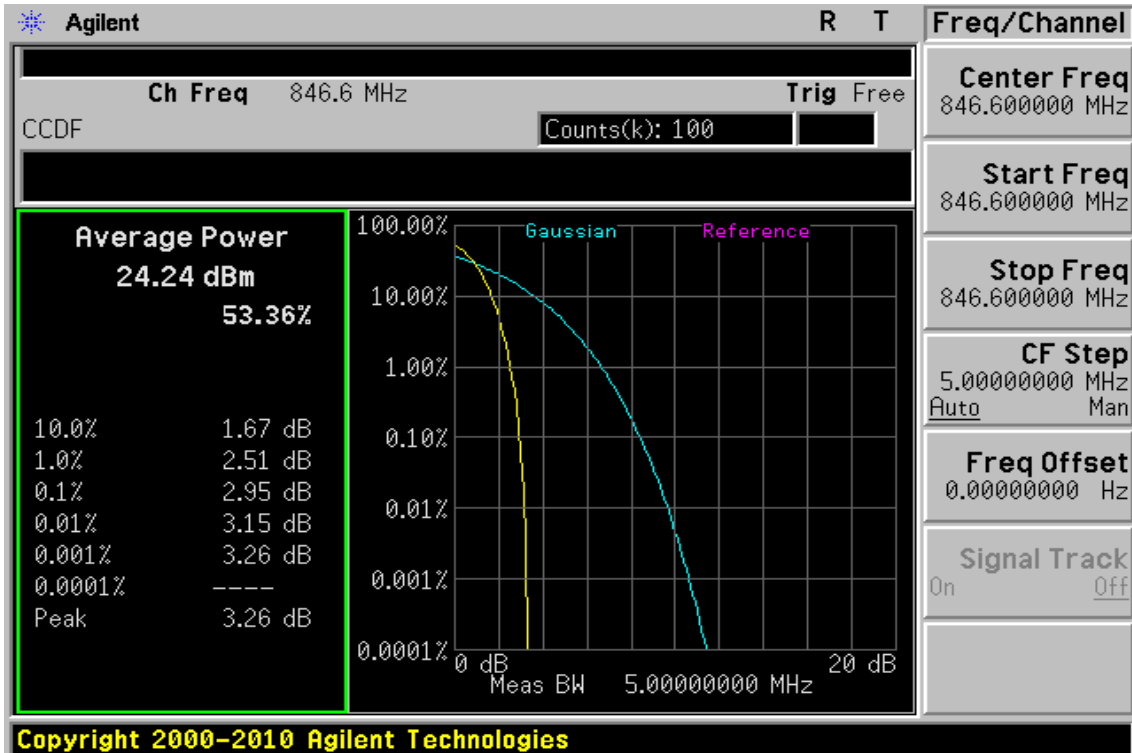 Agilent R T
Ch Freq 846.6 MHz Trig Free
CCDF Counts(k): 100
Average Power
24.24 dBm
53.36%
10.0% 1.67 dB
1.0% 2.51 dB
0.1% 2.95 dB
0.01% 3.15 dB
0.001% 3.26 dB
0.0001% ----
Peak 3.26 dB
Gaussian Reference
100.00%
10.00%
1.00%
0.10%
0.01%
0.001%
0.0001%
0 dB 20 dB
Meas BW 5.00000000 MHz
Freq/Channel
Center Freq
846.600000 MHz
Start Freq
846.600000 MHz
Stop Freq
846.600000 MHz
CF Step
5.00000000 MHz
Auto Man
Freq Offset
0.00000000 Hz
Signal Track
On Off
Copyright 2000-2010 Agilent Technologies